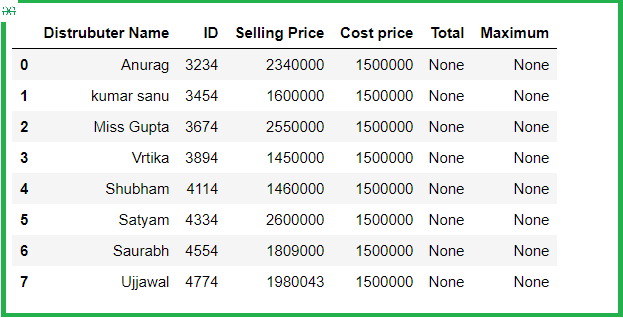 Distrubuter Name ID Selling Price Cost price Total Maximum
0 Anurag 3234 2340000 1500000 None None
1 kumar sanu 3454 1600000 1500000 None None
2 Miss Gupta 3674 2550000 1500000 None None
3 Vrtika 3894 1450000 1500000 None None
4 Shubham 4114 1460000 1500000 None None
5 Satyam 4334 2600000 1500000 None None
6 Saurabh 4554 1809000 1500000 None None
7 Ujjawal 4774 1980043 1500000 None None